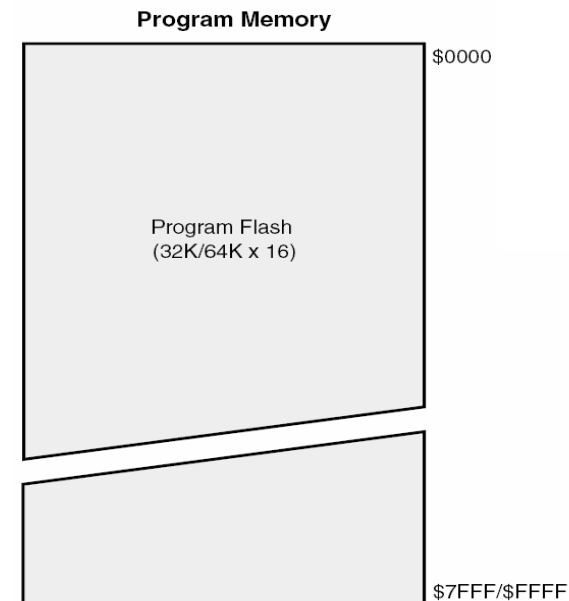 Program Memory
$0000
Program Flash
(32K/64K x 16)
$7FFF/$FFFF